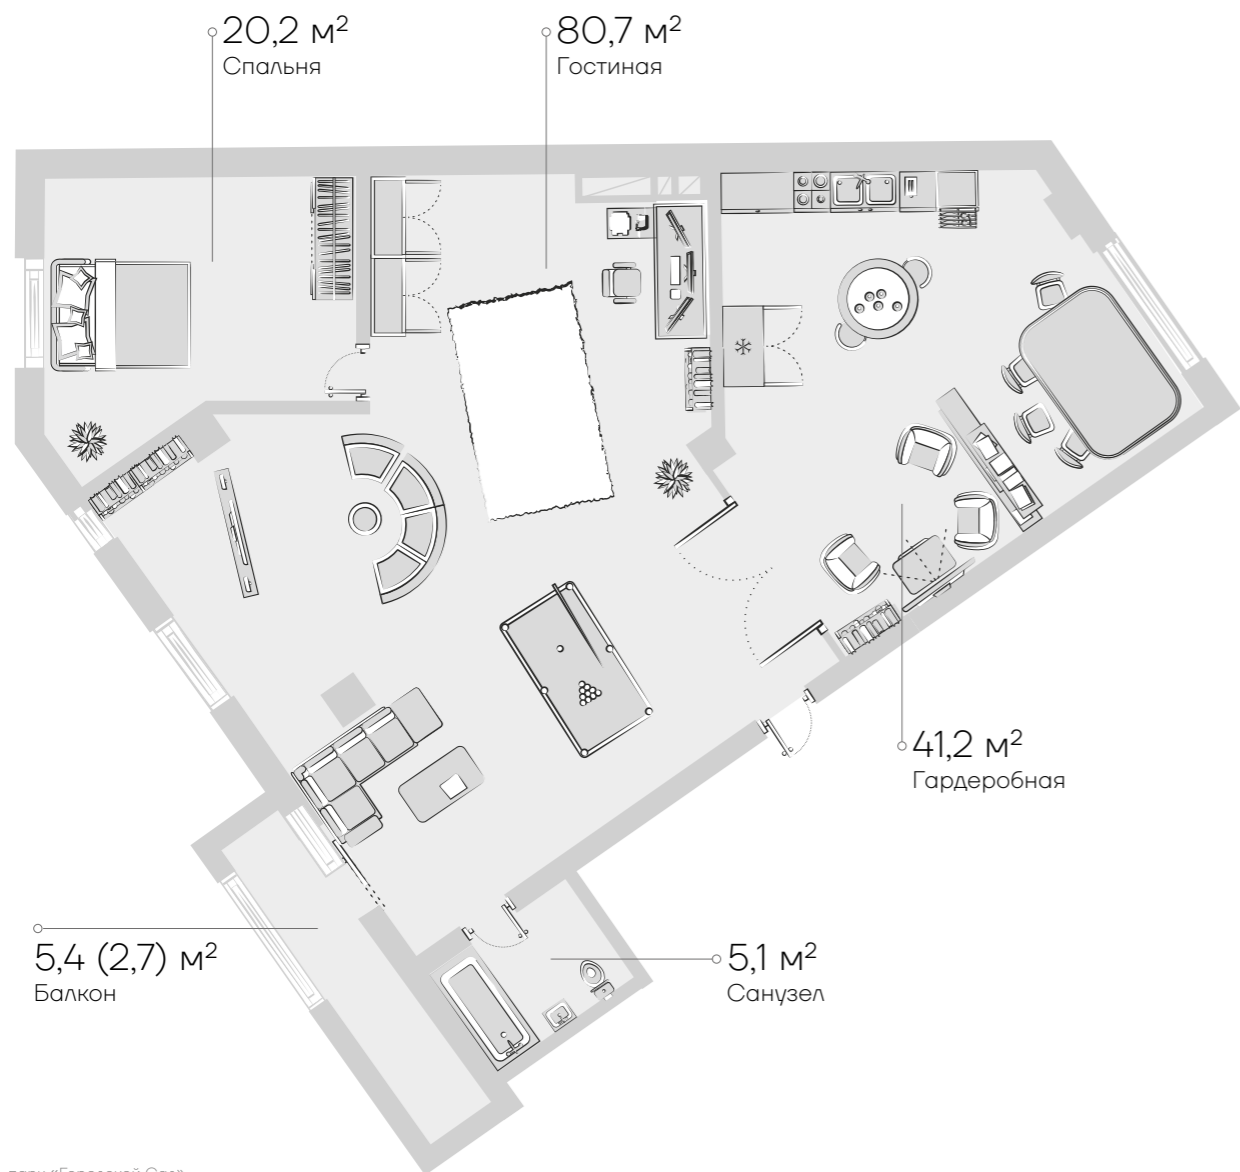 20,2 м²
Спальня
80,7 м²
Гостиная
41,2 м²
Гардеробная
5,4 (2,7) м²
Балкон
5,1 м²
Санузел